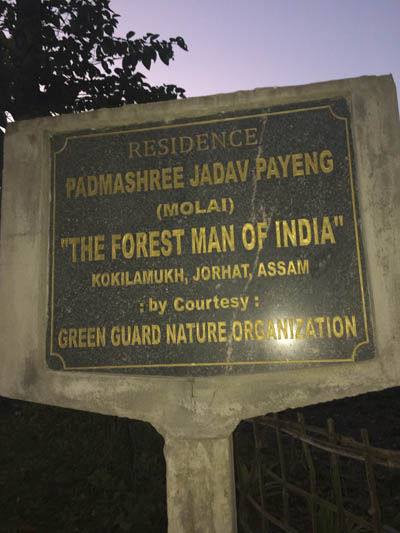 RESIDENCE
PADMASHREE JADAV PAYENG
(MOLAI)
"THE FOREST MAN OF INDIA"
KOKILAMUKH, JORHAT, ASSAM
: by Courtesy :
GREEN GUARD NATURE ORGANIZATION